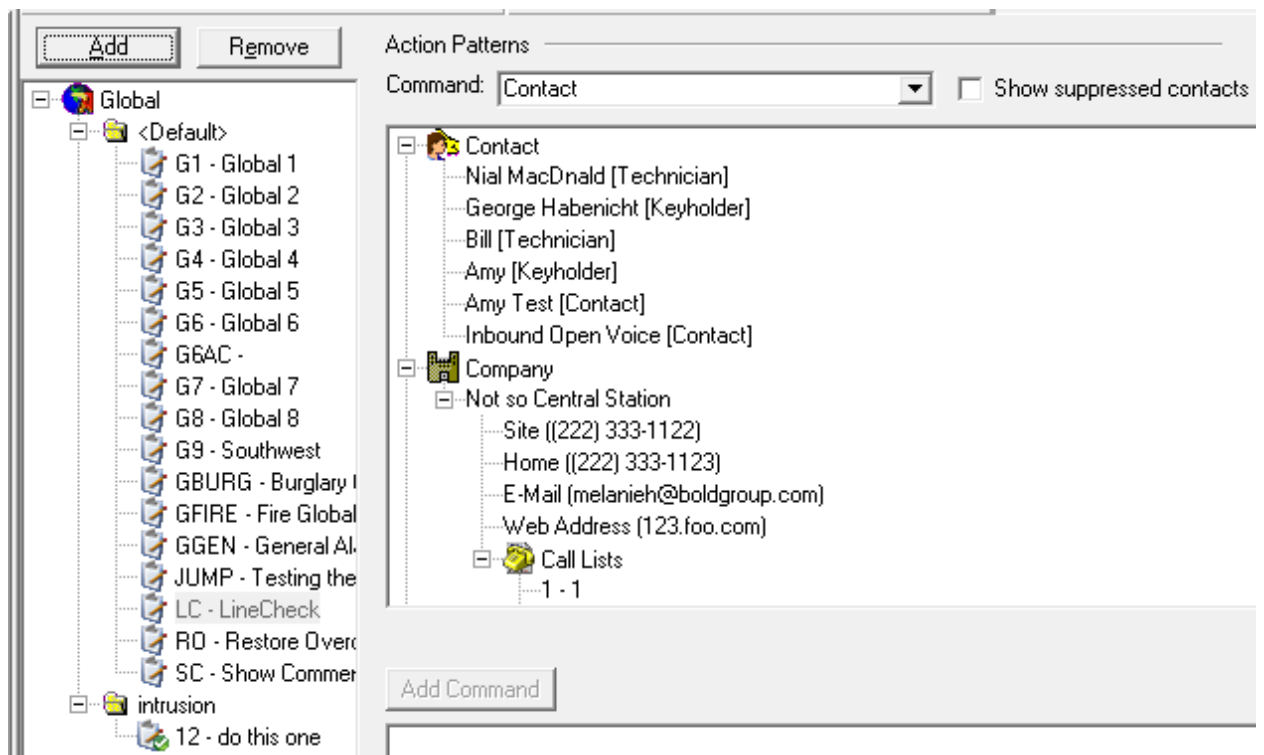 Add
Remove
Global
<Default>
G1 - Global 1
G2 - Global 2
G3 - Global 3
G4 - Global 4
G5 - Global 5
G6 - Global 6
G6AC -
G7 - Global 7
G8 - Global 8
G9 - Southwest
GBURG - Burglary
GFIRE - Fire Global
GGEN - General Al
JUMP - Testing the
LC - LineCheck
RO - Restore Over
SC - Show Commer
intrusion
12 - do this one
Action Patterns
Command: Contact
Show suppressed contacts
Contact
Nial MacDnald [Technician]
George Habenicht [Keyholder]
Bill [Technician]
Amy [Keyholder]
Amy Test [Contact]
Inbound Open Voice [Contact]
Company
Not so Central Station
Site ((222) 333-1122)
Home ((222) 333-1123)
E-Mail (melanieh@boldgroup.com)
Web Address (123.foo.com)
Call Lists
1 - 1
Add Command